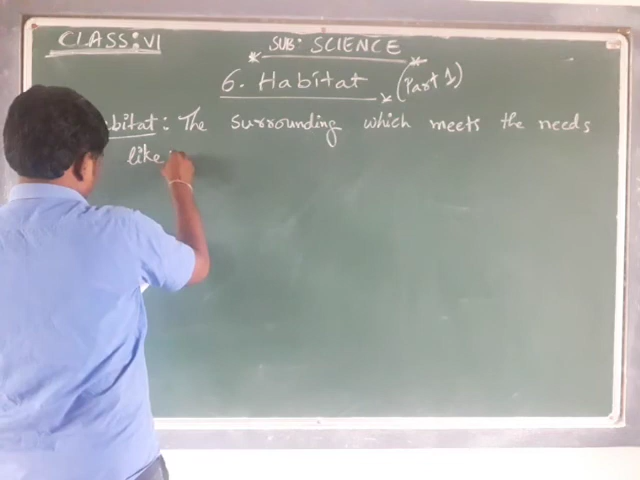 CLASS: VI
SUB: SCIENCE
6. Habitat (Part 1)
bitat: The surrounding which meets the needs
like